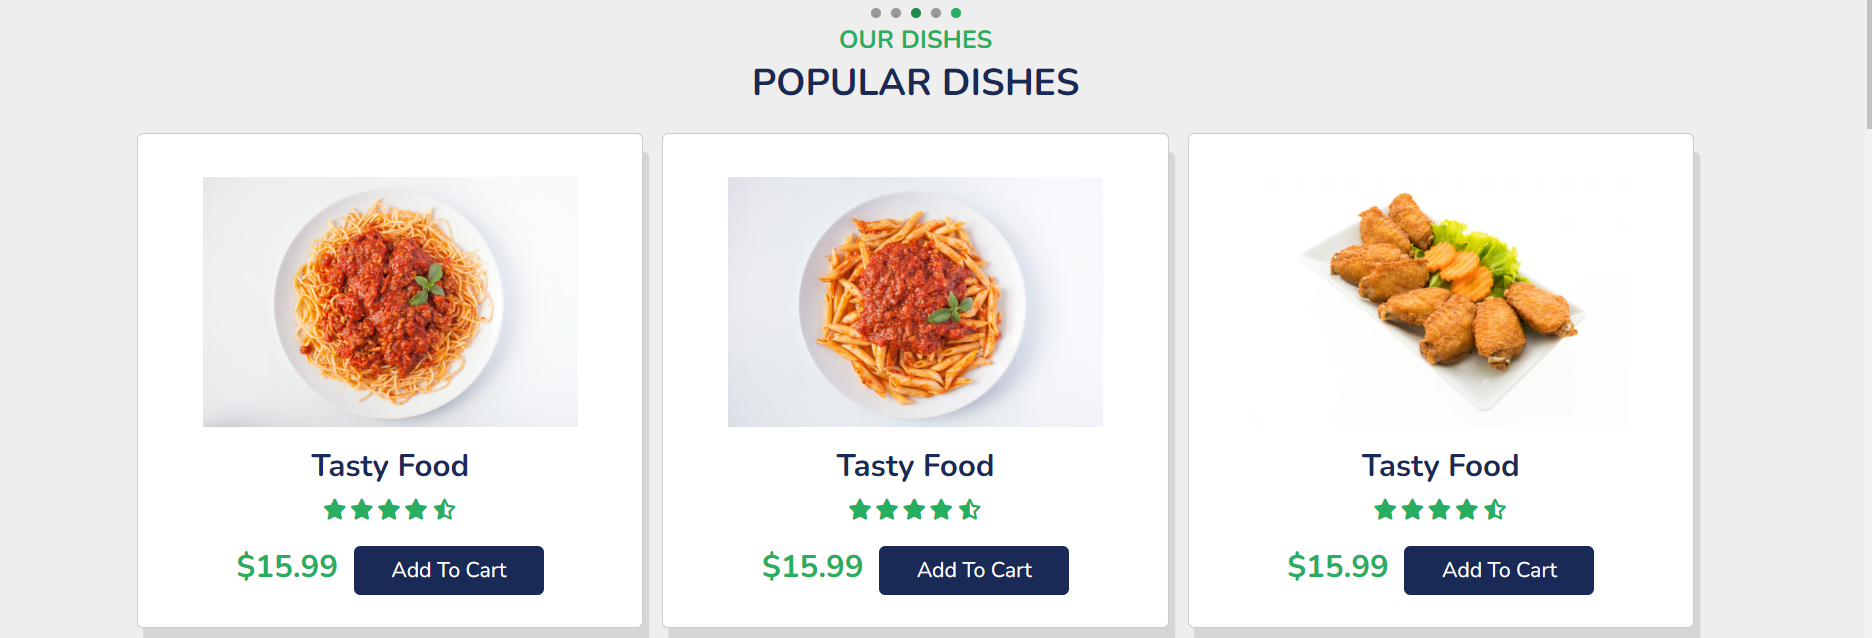 OUR DISHES
POPULAR DISHES
Tasty Food
$15.99
Add To Cart
Tasty Food
$15.99
Add To Cart
Tasty Food
$15.99
Add To Cart